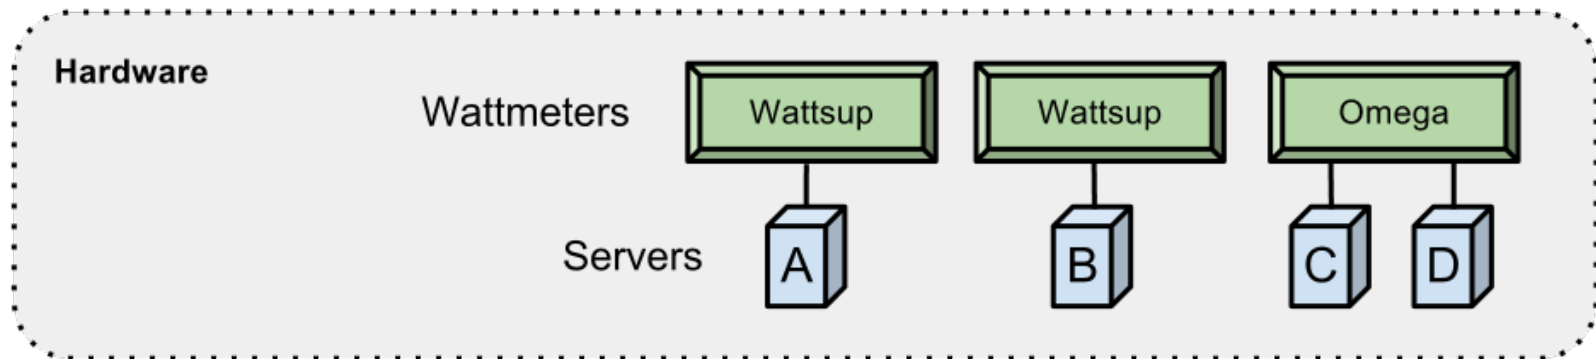 Hardware
Wattmeters
Wattsup
Wattsup
Omega
Servers
A
B
C
D